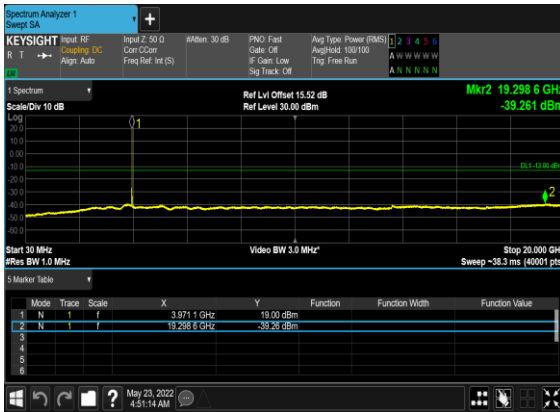 Spectrum Analyzer 1
Swept SA
KEYSIGHT
R T
Input: RF
Coupling: DC
Align: Auto
Input Z: 50 Ω
Corr CCorr
Freq Ref: Int (S)
#Atten: 30 dB
PNO: Fast
Gate: Off
IF Gain: Low
Sig Track: Off
Avg Type: Power (RMS)
Avg|Hold: 100/100
Trig: Free Run
1 2 3 4 5 6
A W W W W W
A N N N N N
1 Spectrum
Scale/Div 10 dB
Ref Lvl Offset 15.52 dB
Ref Level 30.00 dBm
Mkr2 19.298 6 GHz
-39.261 dBm
Log
20.0
10.0
0.00
-10.0
-20.0
-30.0
-40.0
-50.0
-60.0
1
DL1 -13.00 dBm
2
Start 30 MHz
#Res BW 1.0 MHz
Video BW 3.0 MHz*
Stop 20.000 GHz
Sweep ~38.3 ms (40001 pts)
5 Marker Table
Mode Trace Scale X Y Function Function Width Function Value
1 N 1 f 3.971 1 GHz 19.00 dBm
2 N 1 f 19.298 6 GHz -39.26 dBm
3
4
5
6
May 23, 2022
4:51:14 AM